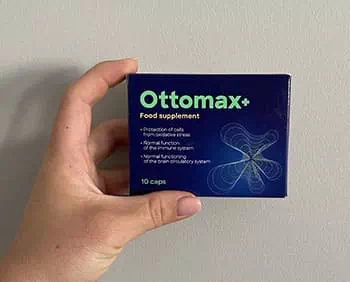 Ottomax+
Food supplement
• Protection of cells
from oxidative stress
• Normal function
of the immune system
• Normal functioning
of the brain circulatory system
10 caps